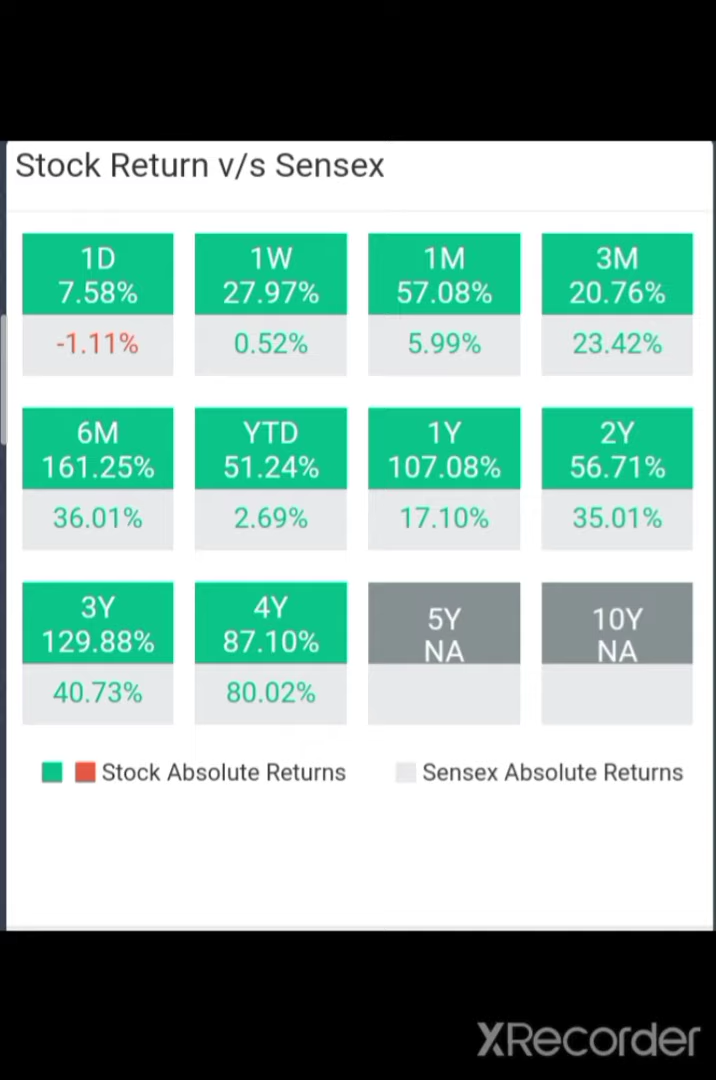 Stock Return v/s Sensex
1D 1W 1M 3M
7.58% 27.97% 57.08% 20.76%
-1.11% 0.52% 5.99% 23.42%
6M YTD 1Y 2Y
161.25% 51.24% 107.08% 56.71%
36.01% 2.69% 17.10% 35.01%
3Y 4Y 5Y 10Y
129.88% 87.10% NA NA
40.73% 80.02%
Stock Absolute Returns Sensex Absolute Returns
XRecorder